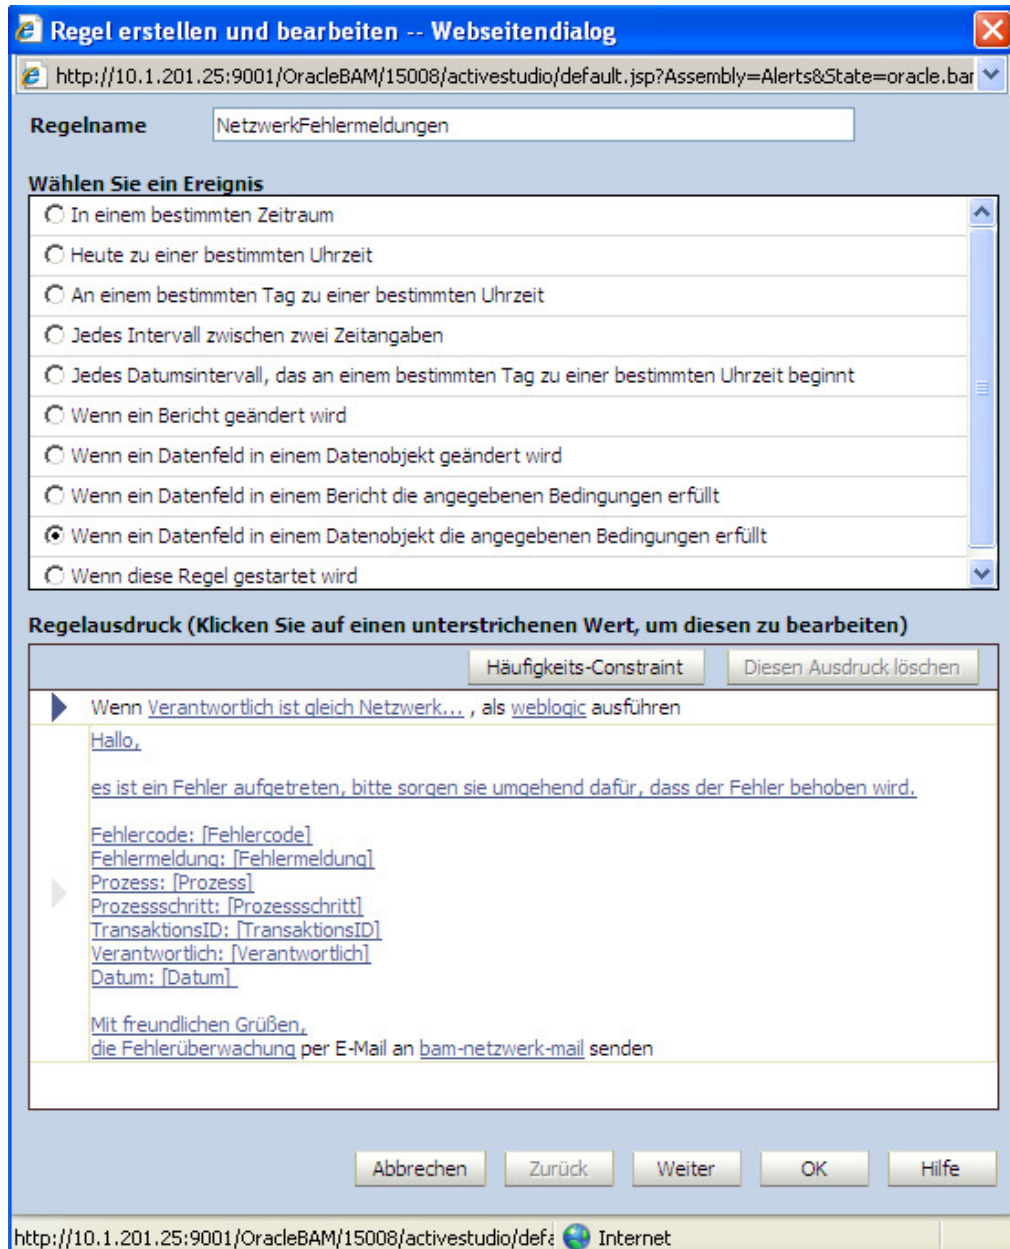 Regel erstellen und bearbeiten -- Webseitendialog
http://10.1.201.25:9001/OracleBAM/15008/activestudio/default.jsp?Assembly=Alerts&State=oracle.bar
Regelname NetzwerkFehlermeldungen
Wählen Sie ein Ereignis
In einem bestimmten Zeitraum
Heute zu einer bestimmten Uhrzeit
An einem bestimmten Tag zu einer bestimmten Uhrzeit
Jedes Intervall zwischen zwei Zeitangaben
Jedes Datumsintervall, das an einem bestimmten Tag zu einer bestimmten Uhrzeit beginnt
Wenn ein Bericht geändert wird
Wenn ein Datenfeld in einem Datenobjekt geändert wird
Wenn ein Datenfeld in einem Bericht die angegebenen Bedingungen erfüllt
Wenn ein Datenfeld in einem Datenobjekt die angegebenen Bedingungen erfüllt
Wenn diese Regel gestartet wird
Regelausdruck (Klicken Sie auf einen unterstrichenen Wert, um diesen zu bearbeiten)
Häufigkeits-Constraint Diesen Ausdruck löschen
Wenn Verantwortlich ist gleich Netzwerk... , als weblogic ausführen
Hallo,
es ist ein Fehler aufgetreten, bitte sorgen sie umgehend dafür, dass der Fehler behoben wird.
Fehlercode: [Fehlercode]
Fehlermeldung: [Fehlermeldung]
Prozess: [Prozess]
Prozessschritt: [Prozessschritt]
TransaktionsID: [TransaktionsID]
Verantwortlich: [Verantwortlich]
Datum: [Datum]
Mit freundlichen Grüßen,
die Fehlerüberwachung per E-Mail an bam-netzwerk-mail senden
Abbrechen Zurück Weiter OK Hilfe
http://10.1.201.25:9001/OracleBAM/15008/activestudio/defa Internet